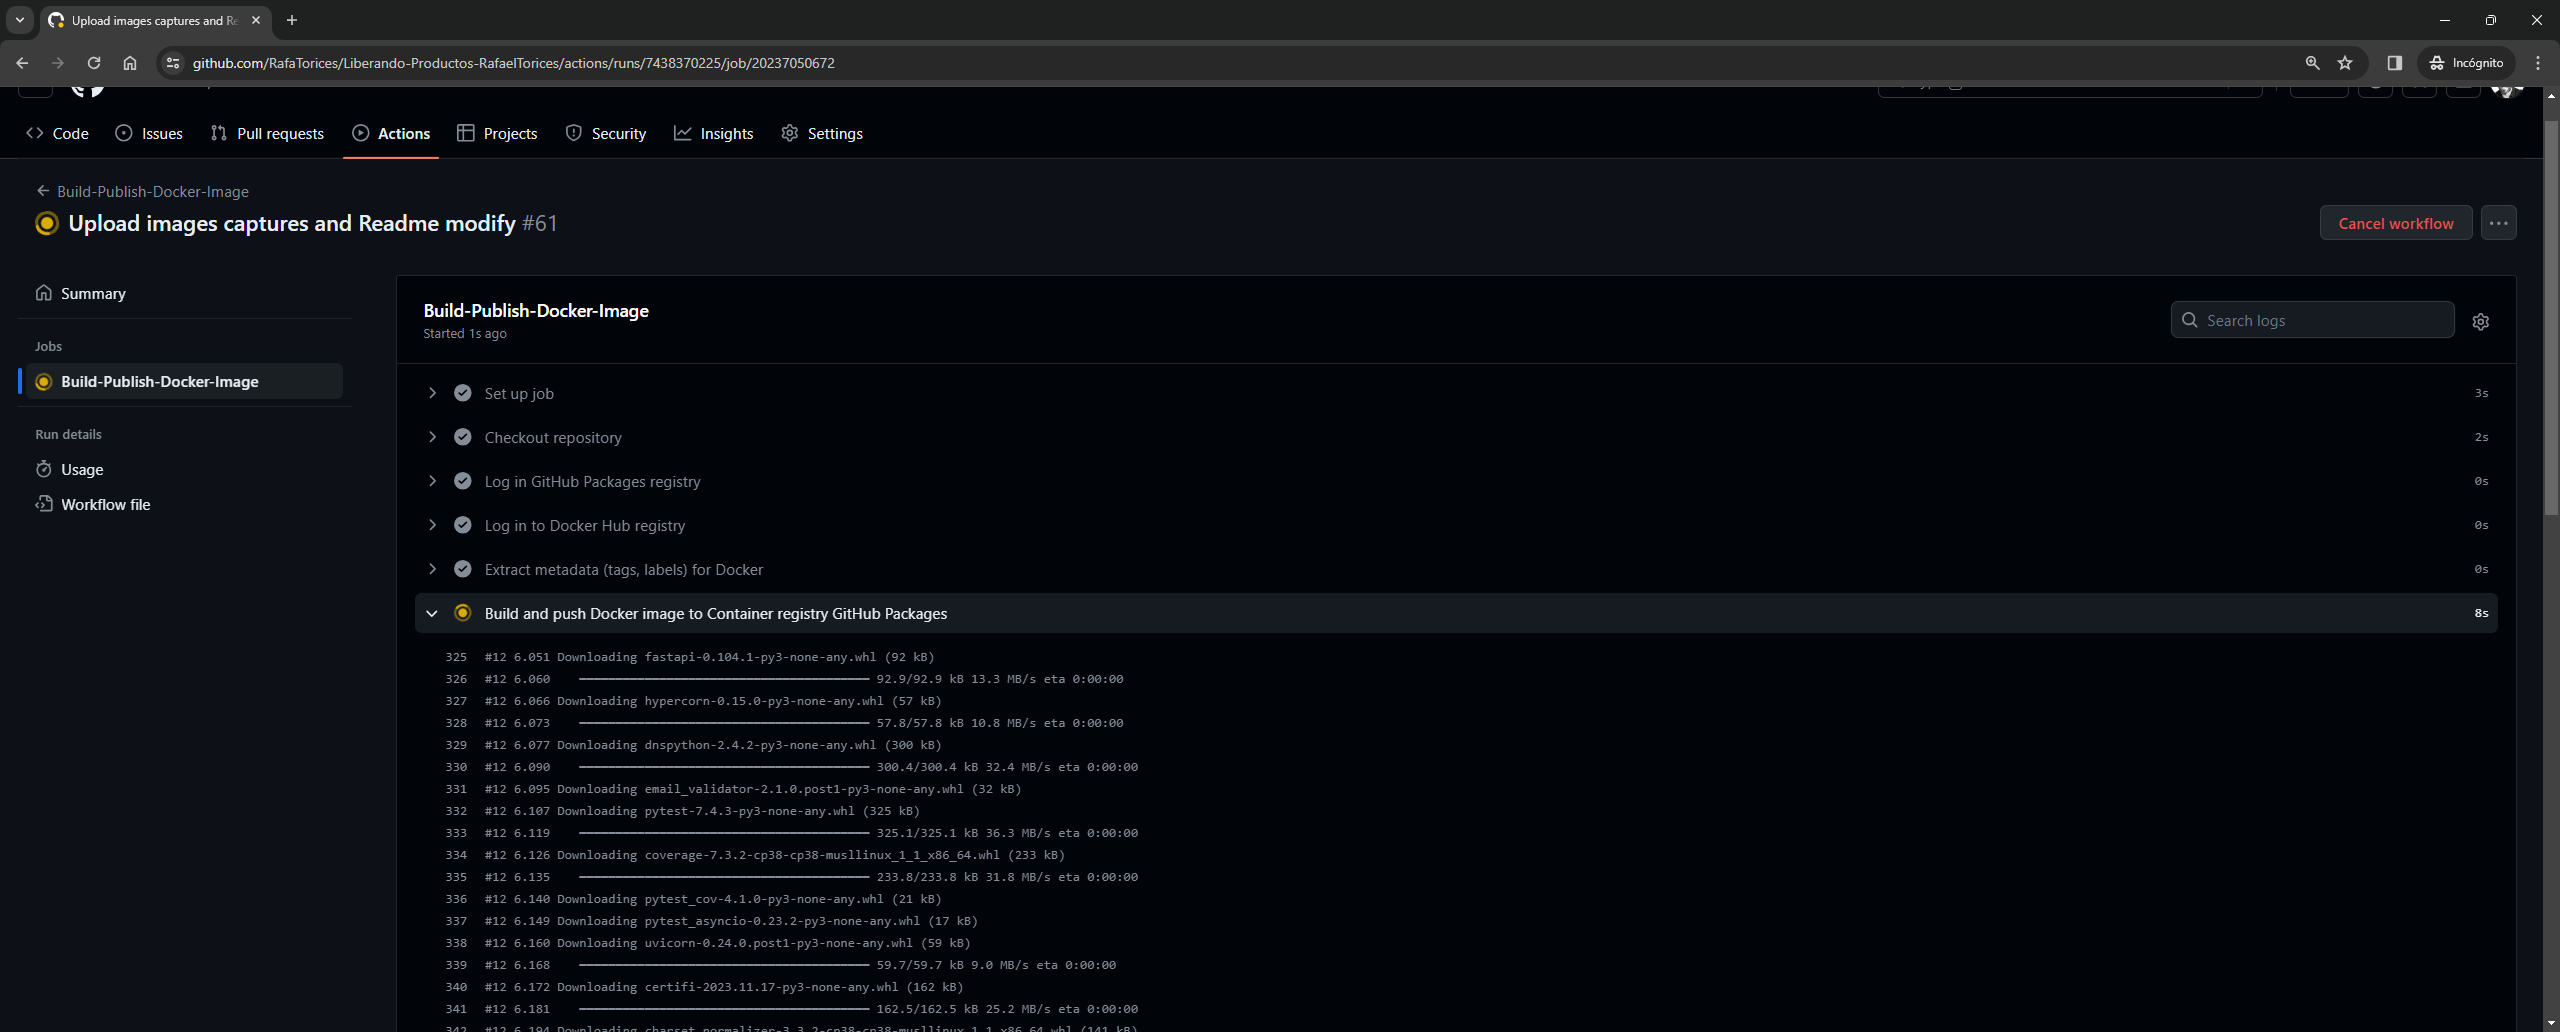 Upload images captures and Re
github.com/RafaTorices/Liberando-Productos-RafaelTorices/actions/runs/7438370225/job/20237050672
Incógnito
Code
Issues
Pull requests
Actions
Projects
Security
Insights
Settings
Build-Publish-Docker-Image
Upload images captures and Readme modify #61
Cancel workflow
Summary
Jobs
Build-Publish-Docker-Image
Run details
Usage
Workflow file
Build-Publish-Docker-Image
Started 1s ago
Search logs
Set up job 3s
Checkout repository 2s
Log in GitHub Packages registry 0s
Log in to Docker Hub registry 0s
Extract metadata (tags, labels) for Docker 0s
Build and push Docker image to Container registry GitHub Packages 8s
325 #12 6.051 Downloading fastapi-0.104.1-py3-none-any.whl (92 kB)
326 #12 6.060 ━━━━━━━━━━━━━━━━━━━━━━━━━━━━━━━━━━━━━━━━ 92.9/92.9 kB 13.3 MB/s eta 0:00:00
327 #12 6.066 Downloading hypercorn-0.15.0-py3-none-any.whl (57 kB)
328 #12 6.073 ━━━━━━━━━━━━━━━━━━━━━━━━━━━━━━━━━━━━━━━━ 57.8/57.8 kB 10.8 MB/s eta 0:00:00
329 #12 6.077 Downloading dnspython-2.4.2-py3-none-any.whl (300 kB)
330 #12 6.090 ━━━━━━━━━━━━━━━━━━━━━━━━━━━━━━━━━━━━━━━━ 300.4/300.4 kB 32.4 MB/s eta 0:00:00
331 #12 6.095 Downloading email_validator-2.1.0.post1-py3-none-any.whl (32 kB)
332 #12 6.107 Downloading pytest-7.4.3-py3-none-any.whl (325 kB)
333 #12 6.119 ━━━━━━━━━━━━━━━━━━━━━━━━━━━━━━━━━━━━━━━━ 325.1/325.1 kB 36.3 MB/s eta 0:00:00
334 #12 6.126 Downloading coverage-7.3.2-cp38-cp38-musllinux_1_1_x86_64.whl (233 kB)
335 #12 6.135 ━━━━━━━━━━━━━━━━━━━━━━━━━━━━━━━━━━━━━━━━ 233.8/233.8 kB 31.8 MB/s eta 0:00:00
336 #12 6.140 Downloading pytest_cov-4.1.0-py3-none-any.whl (21 kB)
337 #12 6.149 Downloading pytest_asyncio-0.23.2-py3-none-any.whl (17 kB)
338 #12 6.160 Downloading uvicorn-0.24.0.post1-py3-none-any.whl (59 kB)
339 #12 6.168 ━━━━━━━━━━━━━━━━━━━━━━━━━━━━━━━━━━━━━━━━ 59.7/59.7 kB 9.0 MB/s eta 0:00:00
340 #12 6.172 Downloading certifi-2023.11.17-py3-none-any.whl (162 kB)
341 #12 6.181 ━━━━━━━━━━━━━━━━━━━━━━━━━━━━━━━━━━━━━━━━ 162.5/162.5 kB 25.2 MB/s eta 0:00:00
342 #12 6.194 Downloading charset_normalizer-3.3.2-cp38-cp38-musllinux_1_1_x86_64.whl (141 kB)